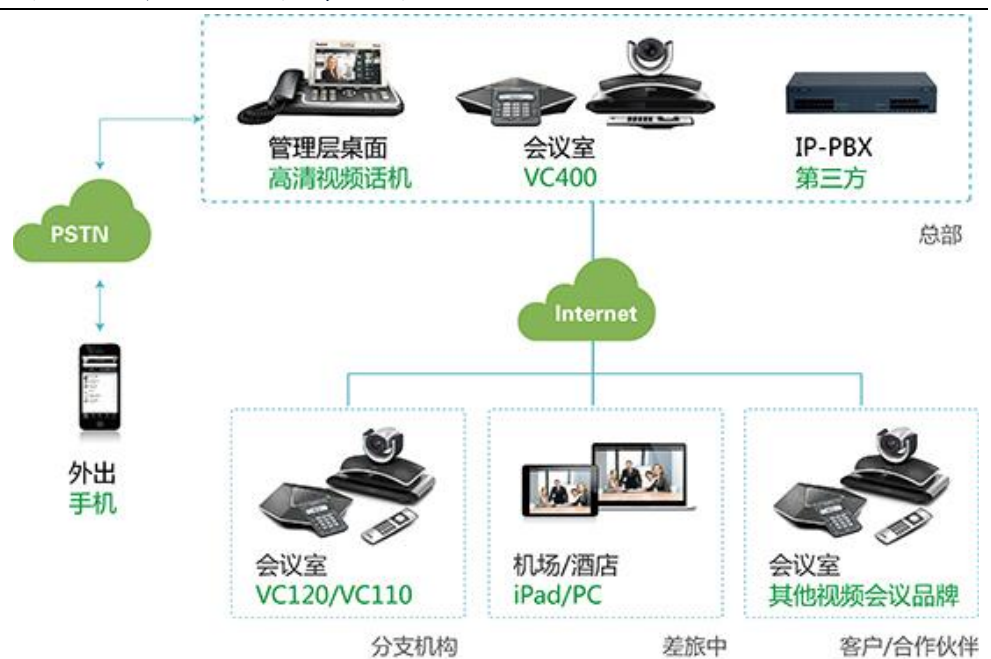 管理层桌面
高清视频话机
会议室
VC400
IP-PBX
第三方
总部
PSTN
Internet
外出
手机
会议室
VC120/VC110
分支机构
机场/酒店
iPad/PC
差旅中
会议室
其他视频会议品牌
客户/合作伙伴